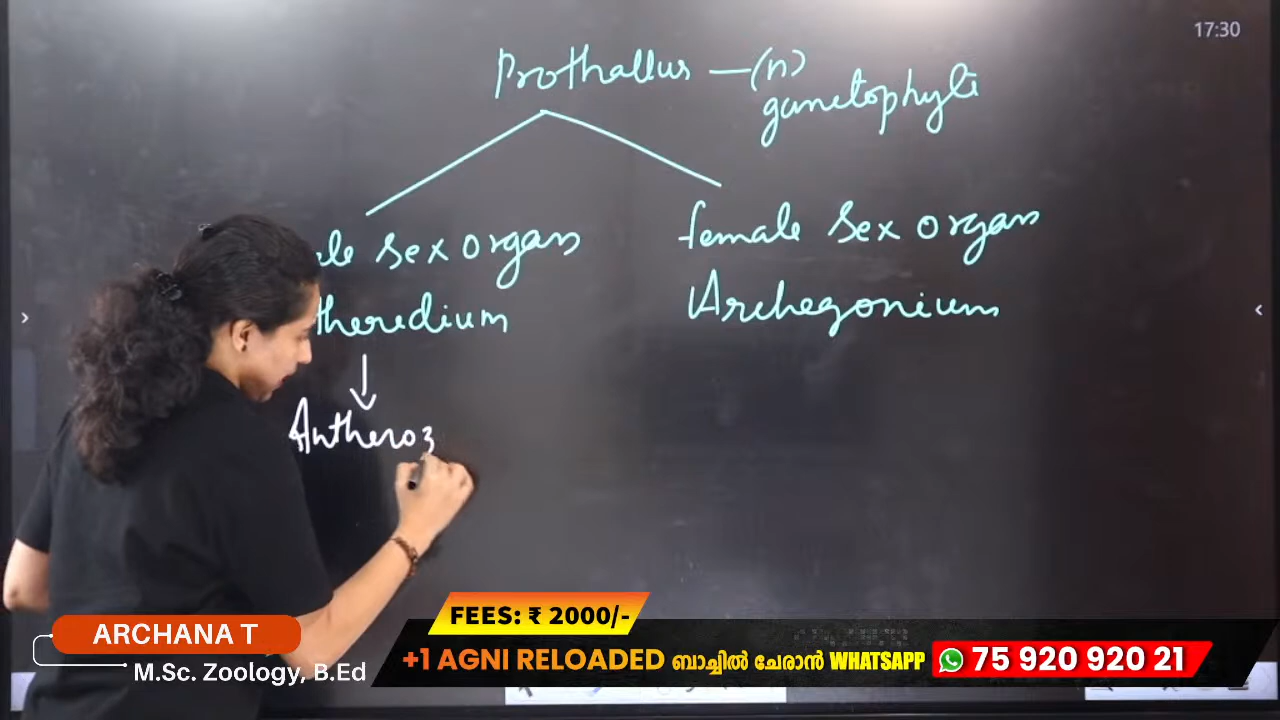 17:30
Prothallus — (n)
gametophyte
ale sex organs
female sex organs
theredium
Archegonium
Antheroz
FEES: ₹ 2000/-
ARCHANA T
M.Sc. Zoology, B.Ed
+1 AGNI RELOADED ബാച്ചിൽ ചേരാൻ WHATSAPP 75 920 920 21